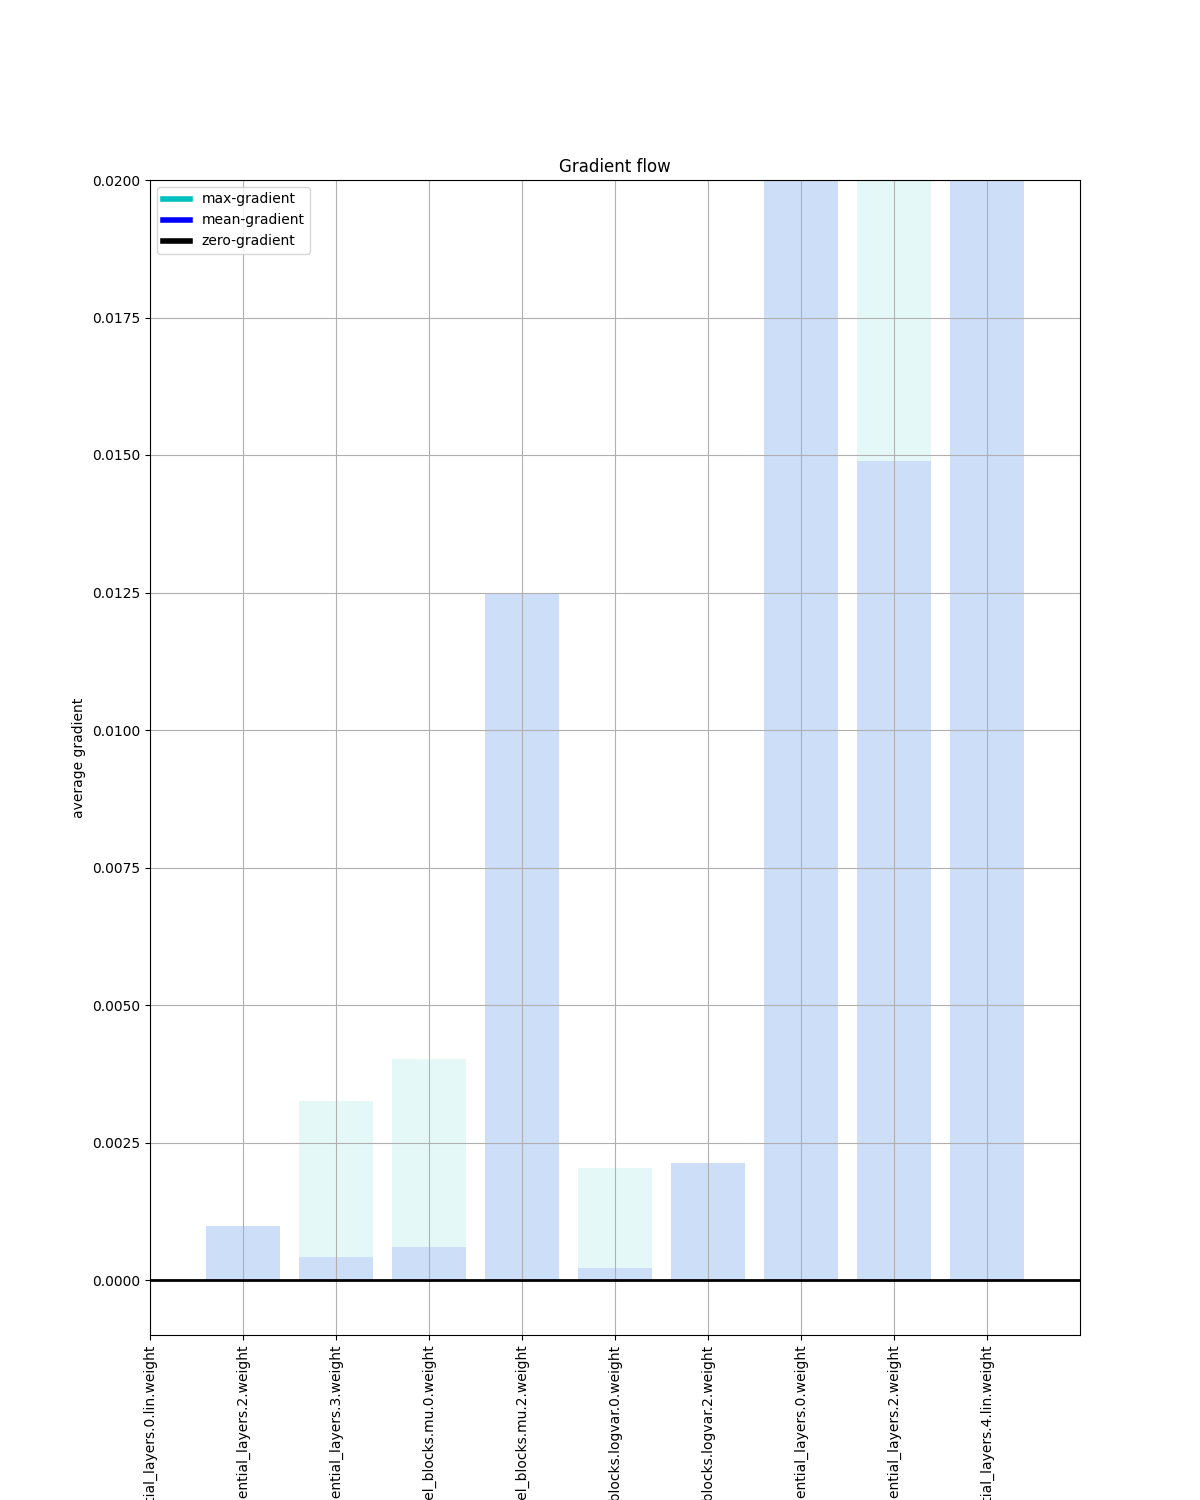 Gradient flow
max-gradient
mean-gradient
zero-gradient
0.0200
0.0175
0.0150
0.0125
0.0100
0.0075
0.0050
0.0025
0.0000
average gradient
tial_layers.0.lin.weight
ential_layers.2.weight
ential_layers.3.weight
el_blocks.mu.0.weight
el_blocks.mu.2.weight
blocks.logvar.0.weight
blocks.logvar.2.weight
ential_layers.0.weight
ential_layers.2.weight
tial_layers.4.lin.weight